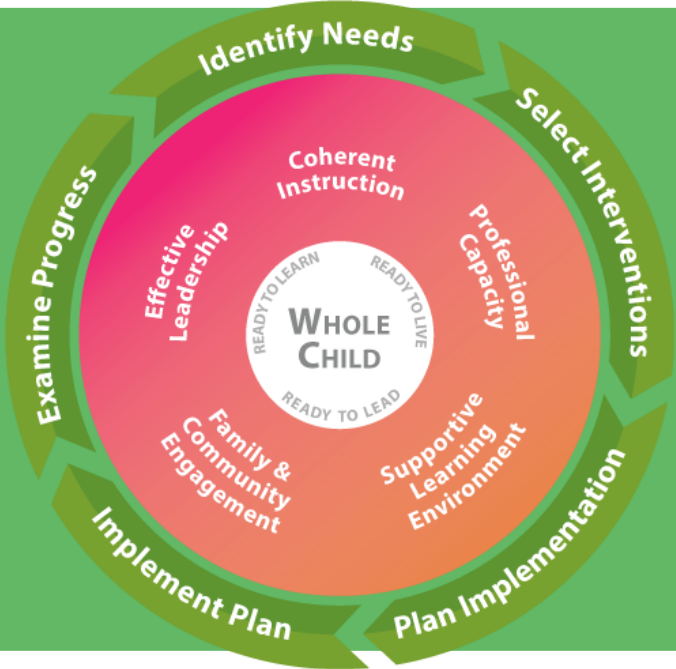 Identify Needs
Select Interventions
Plan Implementation
Implement Plan
Examine Progress
Coherent
Instruction
Professional
Capacity
Supportive
Learning
Environment
Family &
Community
Engagement
Effective
Leadership
READY TO LEARN
READY TO LIVE
READY TO LEAD
WHOLE
CHILD